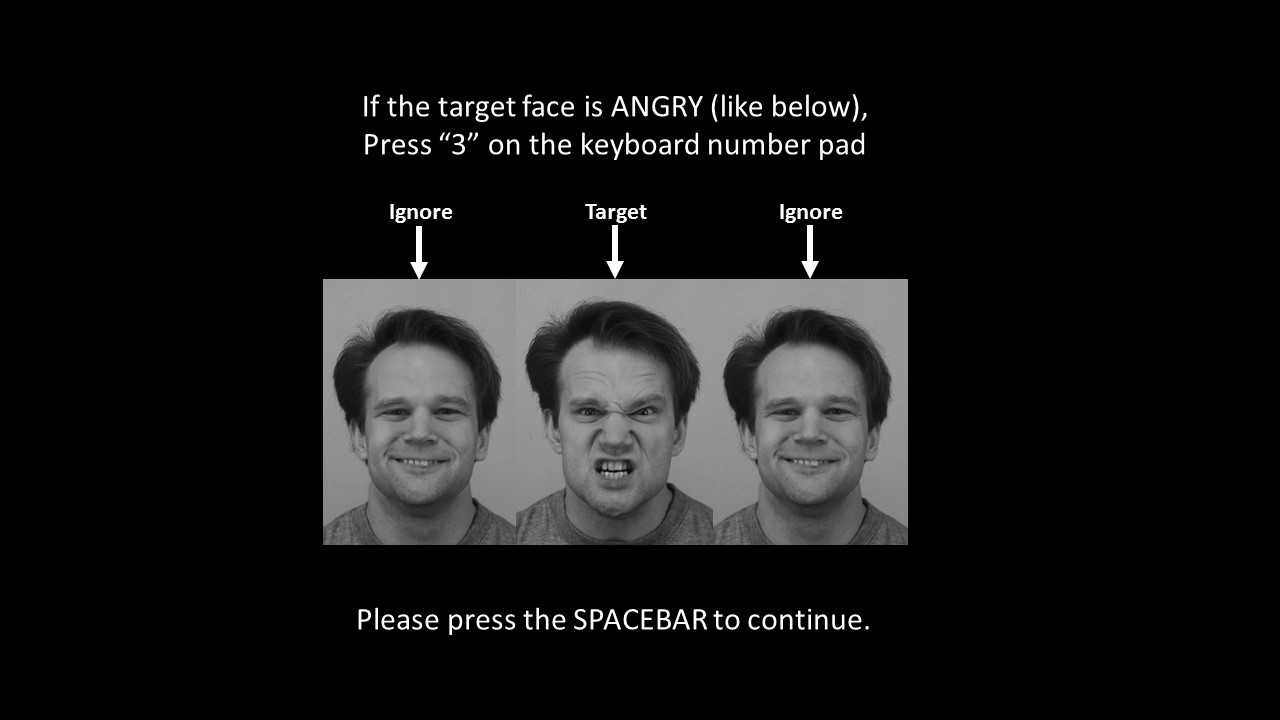 If the target face is ANGRY (like below),
Press “3” on the keyboard number pad
Ignore Target Ignore
Please press the SPACEBAR to continue.